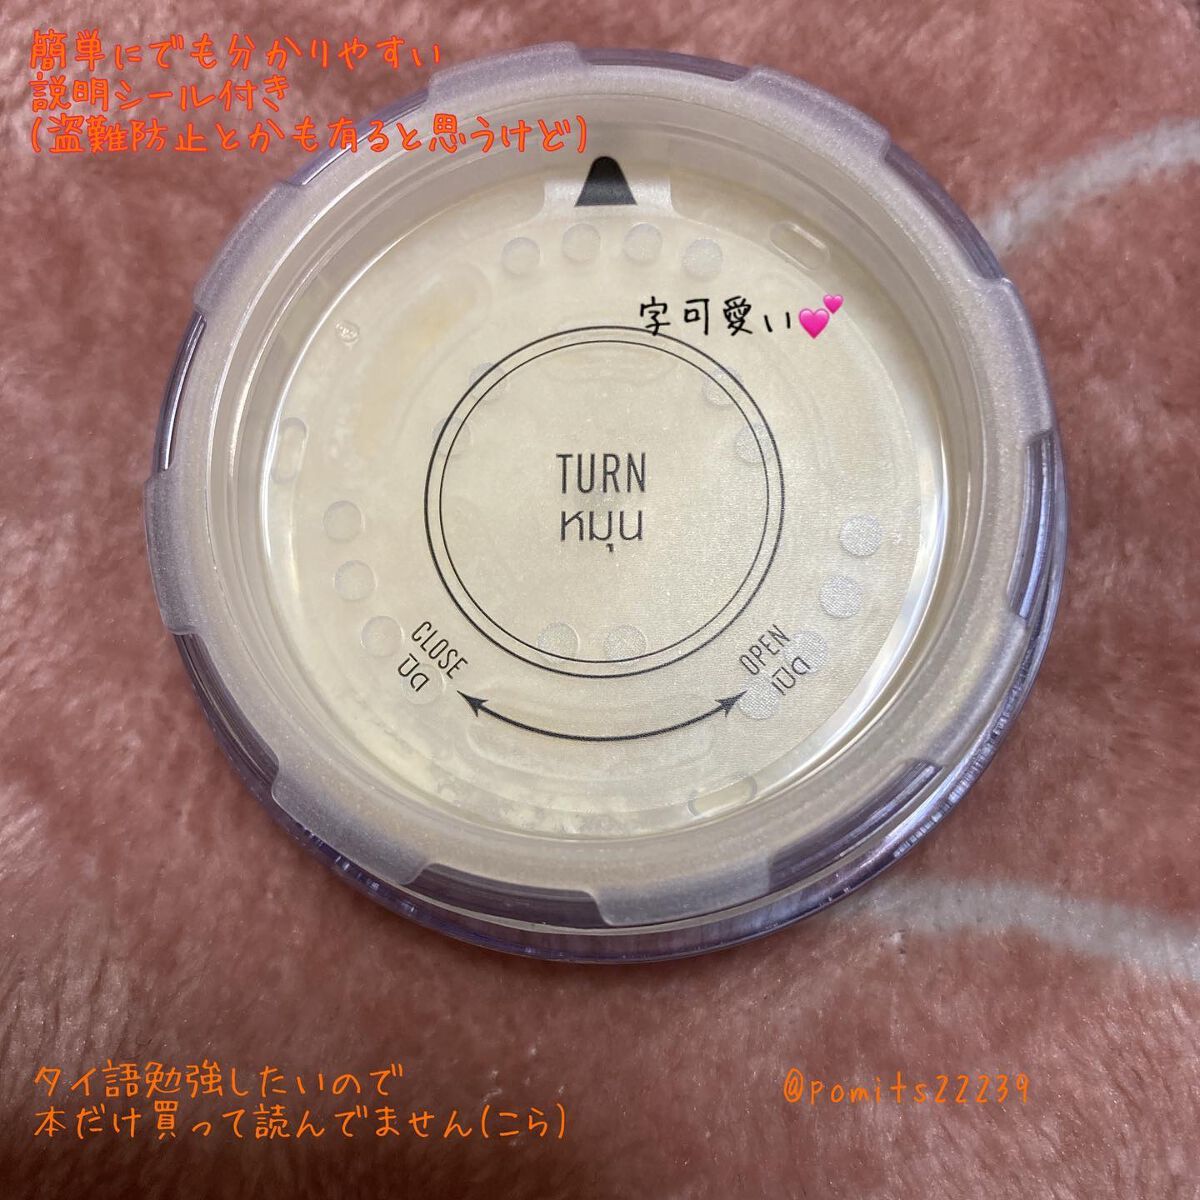 簡単にでも分かりやすい
説明シール付き
(盗難防止とかも有ると思うけど)
字可愛い💕
TURN
หมุน
CLOSE
ปิด
OPEN
เปิด
タイ語勉強したいので
本だけ買って読んでません(こら)
@pomits22239